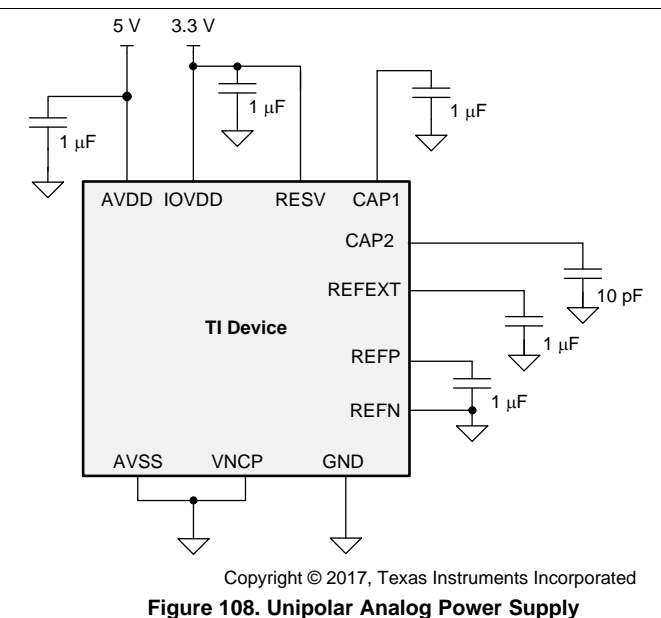 5 V 3.3 V
1 μF
1 μF
1 μF
AVDD IOVDD RESV CAP1
CAP2
10 pF
REFEXT
TI Device
1 μF
REFP
1 μF
REFN
AVSS VNCP GND
Copyright © 2017, Texas Instruments Incorporated
Figure 108. Unipolar Analog Power Supply